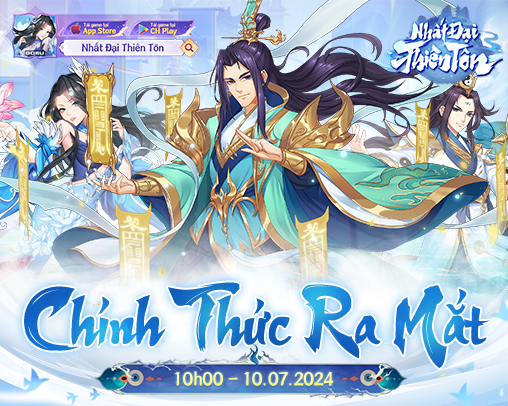 Tải game tại
App Store
Tải game tại
CH Play
GOSU
Nhất Đại Thiên Tôn
Nhất Đại
Thiên Tôn
Chính Thức Ra Mắt
10h00 - 10.07.2024